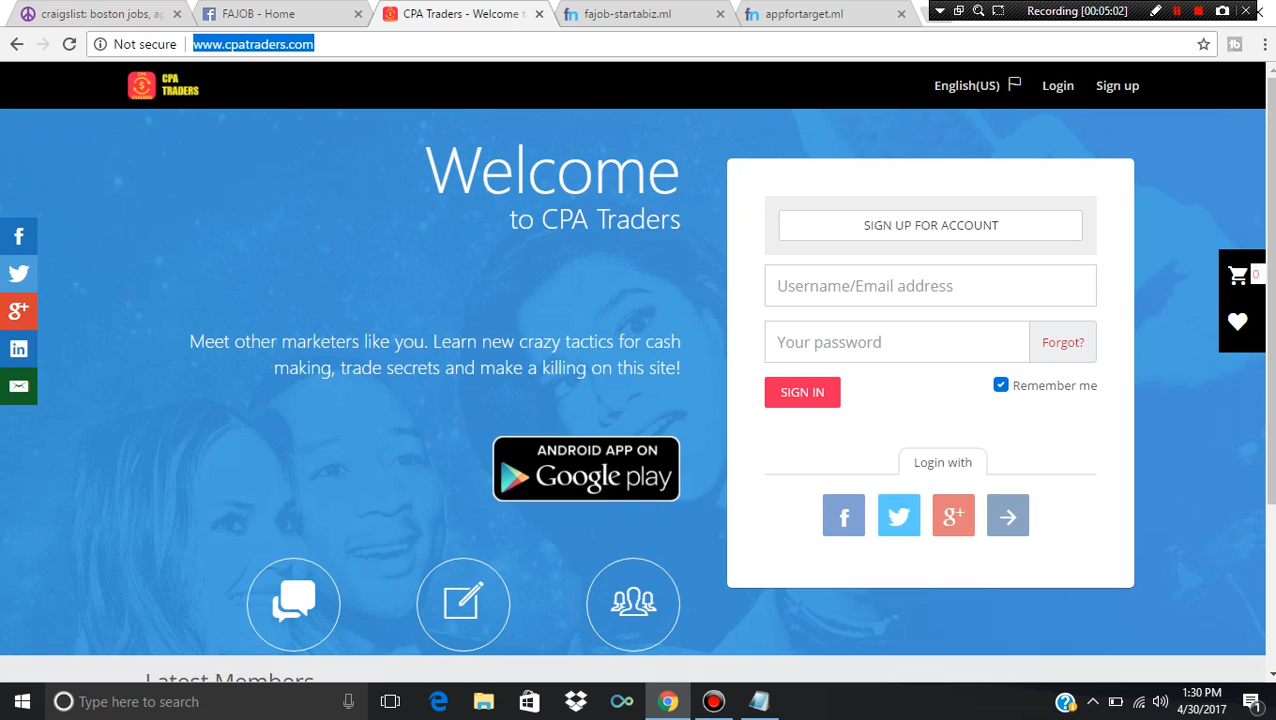 craigslist: boston jobs, ap
FAJOB - Home
CPA Traders - Welcome t
fajob-startabiz.ml
appfortarget.ml
Recording [00:05:02]
Not secure
www.cpatraders.com
CPA
TRADERS
English(US)
Login
Sign up
Welcome
to CPA Traders
SIGN UP FOR ACCOUNT
Username/Email address
Your password
Forgot?
SIGN IN
Remember me
Meet other marketers like you. Learn new crazy tactics for cash
making, trade secrets and make a killing on this site!
ANDROID APP ON
Google play
Login with
0
Latest Members
Type here to search
1:30 PM
4/30/2017
1